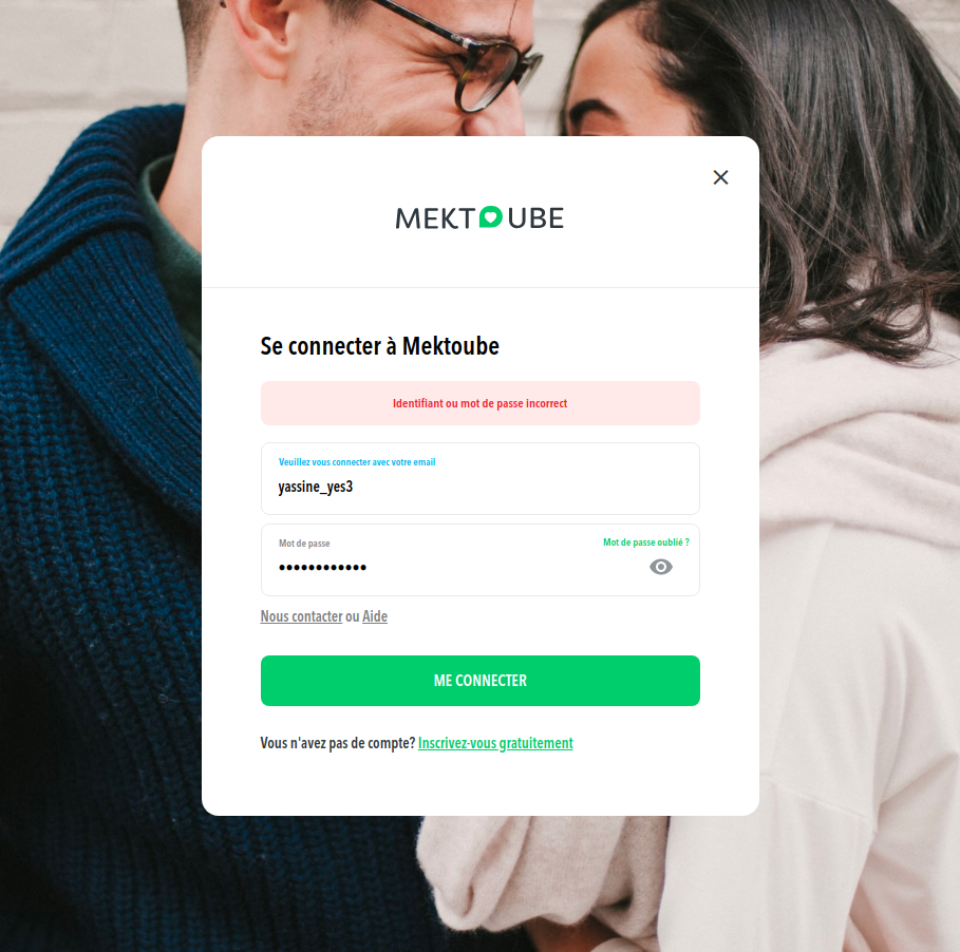 MEKTOUBE
Se connecter à Mektoube
Identifiant ou mot de passe incorrect
Veuillez vous connecter avec votre email
yassine_yes3
Mot de passe
Mot de passe oublié ?
••••••••••••
Nous contacter ou Aide
ME CONNECTER
Vous n'avez pas de compte? Inscrivez-vous gratuitement